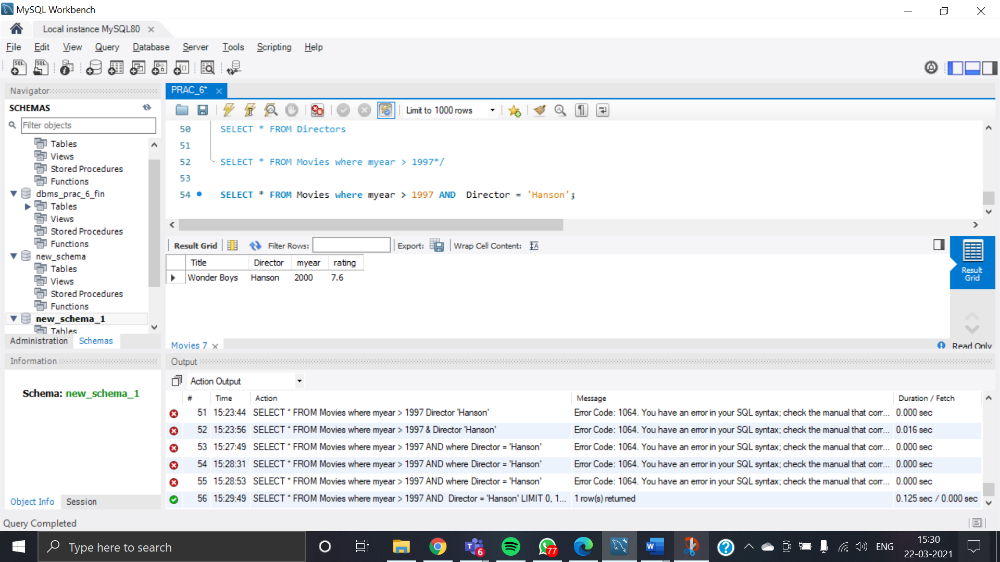 MySQL Workbench
Local instance MySQL80
File Edit View Query Database Server Tools Scripting Help
Navigator
SCHEMAS
Filter objects
Tables
Views
Stored Procedures
Functions
dbms_prac_6_fin
Tables
Views
Stored Procedures
Functions
new_schema
Tables
Views
Stored Procedures
Functions
new_schema_1
Tables
Administration Schemas
Information
Schema: new_schema_1
Object Info Session
PRAC_6*
Limit to 1000 rows
50 SELECT * FROM Directors
51
52 SELECT * FROM Movies where myear > 1997*/
53
54 SELECT * FROM Movies where myear > 1997 AND  Director = 'Hanson';
Result Grid Filter Rows: Export: Wrap Cell Content:
Title Director myear rating
Wonder Boys Hanson 2000 7.6
Result
Grid
Movies 7
Read Only
Output
Action Output
# Time Action Message Duration / Fetch
51 15:23:44 SELECT * FROM Movies where myear > 1997 Director 'Hanson' Error Code: 1064. You have an error in your SQL syntax; check the manual that corr... 0.000 sec
52 15:23:56 SELECT * FROM Movies where myear > 1997 & Director 'Hanson' Error Code: 1064. You have an error in your SQL syntax; check the manual that corr... 0.016 sec
53 15:27:49 SELECT * FROM Movies where myear > 1997 AND where Director = 'Hanson' Error Code: 1064. You have an error in your SQL syntax; check the manual that corr... 0.000 sec
54 15:28:31 SELECT * FROM Movies where myear > 1997 AND where Director = 'Hanson' Error Code: 1064. You have an error in your SQL syntax; check the manual that corr... 0.000 sec
55 15:28:53 SELECT * FROM Movies where myear > 1997 AND where Director = 'Hanson' Error Code: 1064. You have an error in your SQL syntax; check the manual that corr... 0.000 sec
56 15:29:49 SELECT * FROM Movies where myear > 1997 AND  Director = 'Hanson' LIMIT 0, 1... 1 row(s) returned 0.125 sec / 0.000 sec
Query Completed
Type here to search
6
77
ENG
15:30
22-03-2021